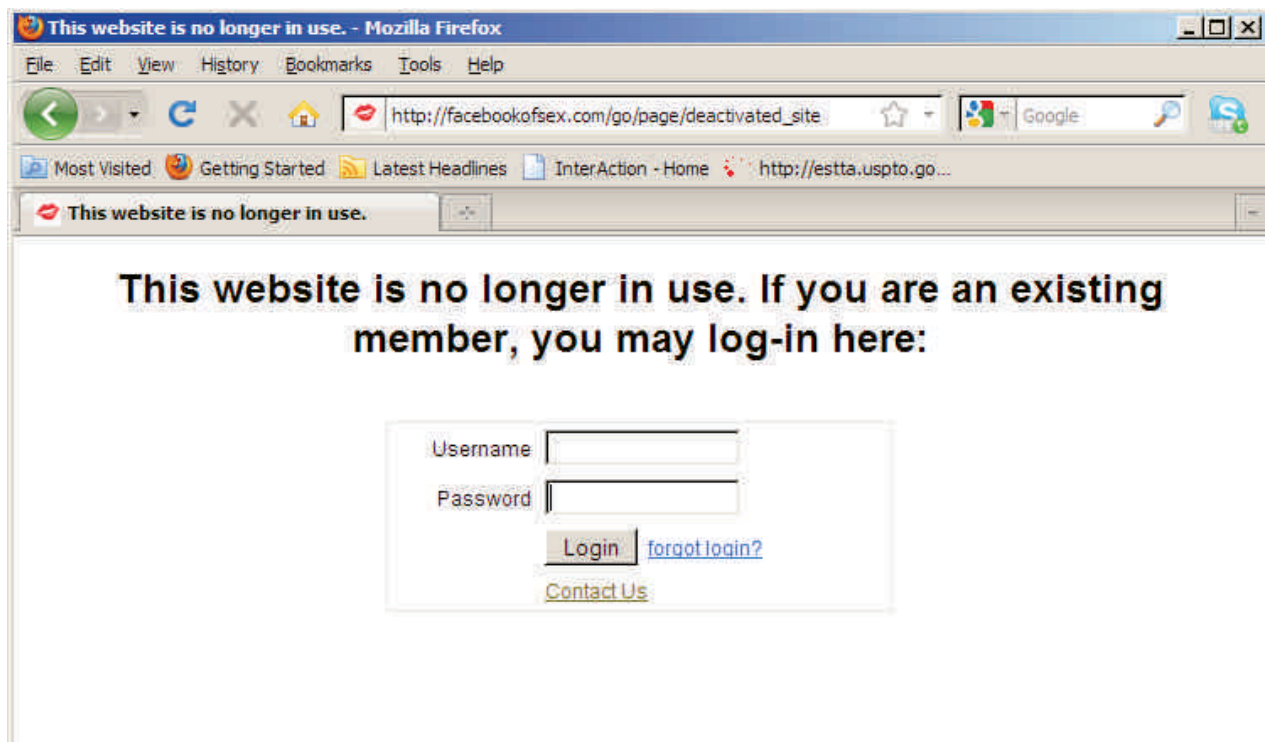 This website is no longer in use. - Mozilla Firefox
File Edit View History Bookmarks Tools Help
http://facebookofsex.com/go/page/deactivated_site Google
Most Visited Getting Started Latest Headlines InterAction - Home http://estta.uspto.go...
This website is no longer in use.
This website is no longer in use. If you are an existing
member, you may log-in here:
Username
Password
Login forgot login?
Contact Us